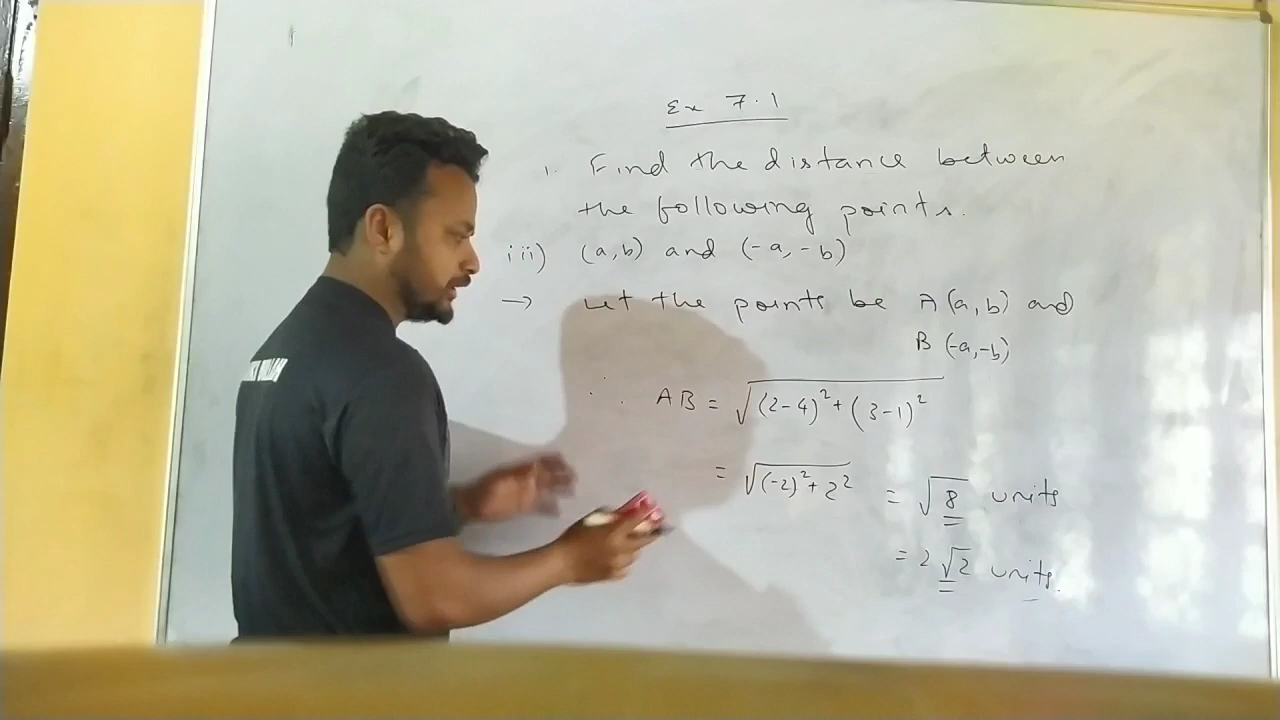 Ex 7.1
1. Find the distance between
the following points.
iii) (a,b) and (-a,-b)
→ Let the points be A(a,b) and
B(-a,-b)
∴ AB = √((2-4)²+(3-1)²)
= √((-2)²+2²) = √8 units
= 2√2 units.